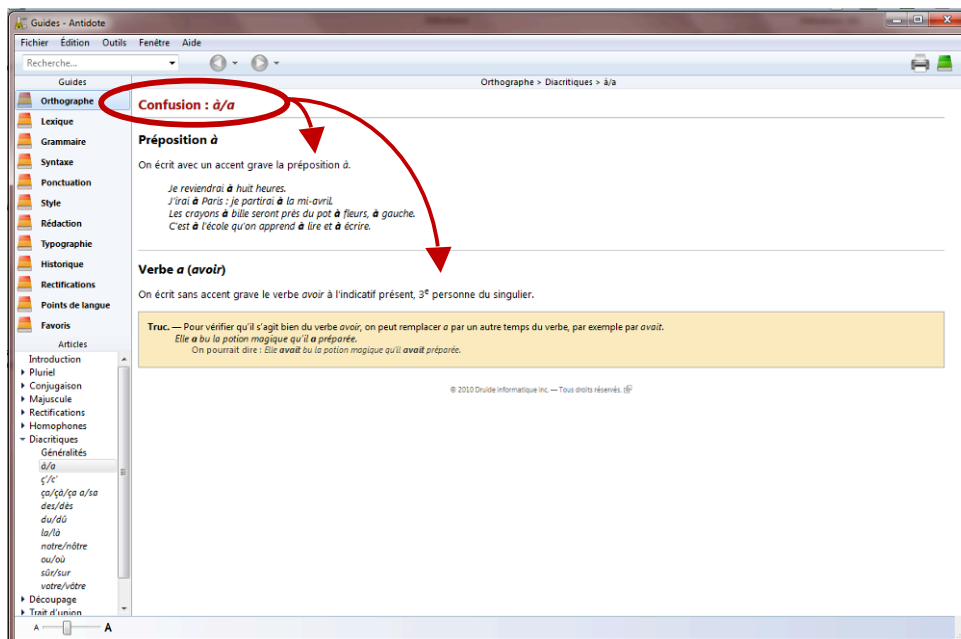 Guides - Antidote
Fichier Édition Outils Fenêtre Aide
Recherche...
Guides
Orthographe > Diacritiques > à/a
Orthographe
Lexique
Grammaire
Syntaxe
Ponctuation
Style
Rédaction
Typographie
Historique
Rectifications
Points de langue
Favoris
Articles
Introduction
Pluriel
Conjugaison
Majuscule
Rectifications
Homophones
Diacritiques
Généralités
à/a
ç'/c'
ça/çà/ça a/sa
des/dès
du/dû
la/là
notre/nôtre
ou/où
sûr/sur
votre/vôtre
Découpage
Trait d'union
A A
Confusion : à/a
Préposition à
On écrit avec un accent grave la préposition à.
Je reviendrai à huit heures.
J'irai à Paris : je partirai à la mi-avril.
Les crayons à bille seront près du pot à fleurs, à gauche.
C'est à l'école qu'on apprend à lire et à écrire.
Verbe a (avoir)
On écrit sans accent grave le verbe avoir à l'indicatif présent, 3e personne du singulier.
Truc. — Pour vérifier qu'il s'agit bien du verbe avoir, on peut remplacer a par un autre temps du verbe, par exemple par avait.
Elle a bu la potion magique qu'il a préparée.
On pourrait dire : Elle avait bu la potion magique qu'il avait préparée.
© 2010 Druide informatique inc. — Tous droits réservés.